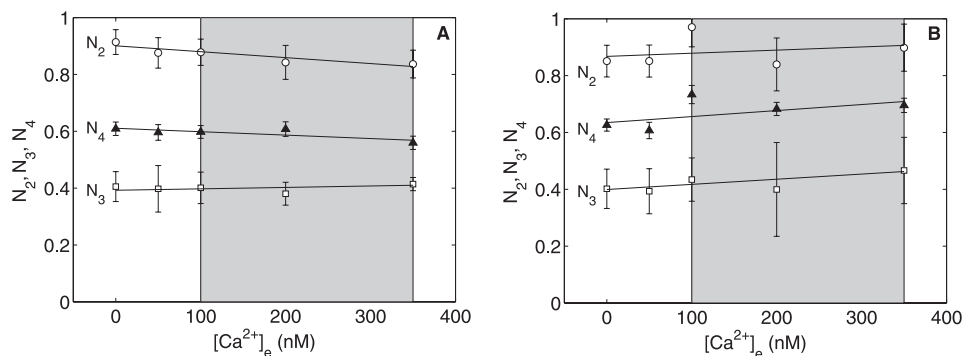 A
1
0.8
0.6
0.4
0.2
0
N₂, N₃, N₄
N₂
N₄
N₃
0 100 200 300 400
[Ca²⁺]ₑ (nM)
B
1
0.8
0.6
0.4
0.2
0
N₂, N₃, N₄
N₂
N₄
N₃
0 100 200 300 400
[Ca²⁺]ₑ (nM)